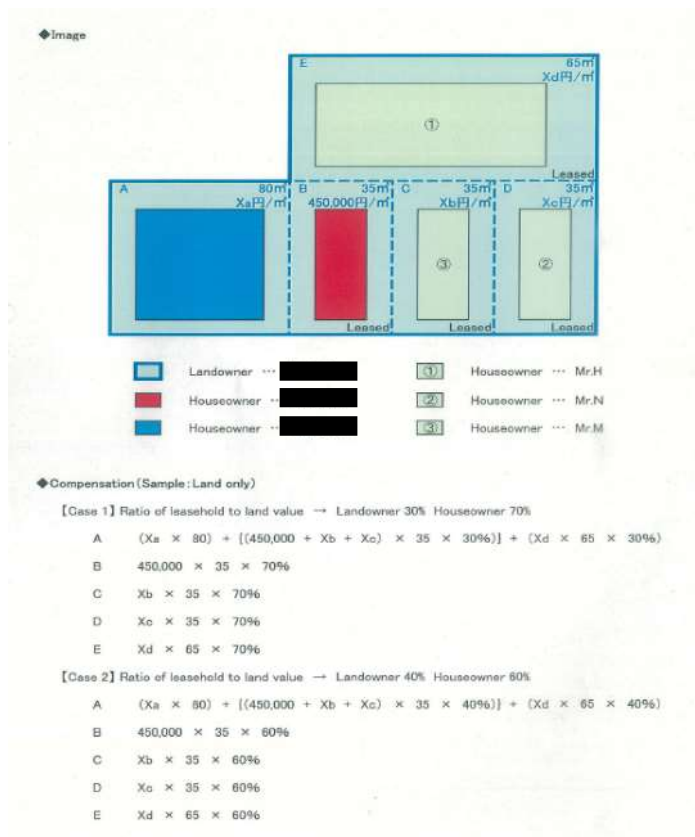 ◆Image
E 65㎡
Xd円/㎡
①
Leased
A 80㎡ B 35㎡ C 35㎡ D 35㎡
Xa円/㎡ 450,000円/㎡ Xb円/㎡ Xc円/㎡
③ ②
Leased Leased Leased
Landowner … ① Houseowner … Mr.H
Houseowner … ② Houseowner … Mr.N
Houseowner … ③ Houseowner … Mr.M
◆Compensation(Sample:Land only)
【Case 1】Ratio of leasehold to land value → Landowner 30% Houseowner 70%
A (Xa × 80) + [(450,000 + Xb + Xc) × 35 × 30%)] + (Xd × 65 × 30%)
B 450,000 × 35 × 70%
C Xb × 35 × 70%
D Xc × 35 × 70%
E Xd × 65 × 70%
【Case 2】Ratio of leasehold to land value → Landowner 40% Houseowner 60%
A (Xa × 80) + [(450,000 + Xb + Xc) × 35 × 40%)] + (Xd × 65 × 40%)
B 450,000 × 35 × 60%
C Xb × 35 × 60%
D Xc × 35 × 60%
E Xd × 65 × 60%